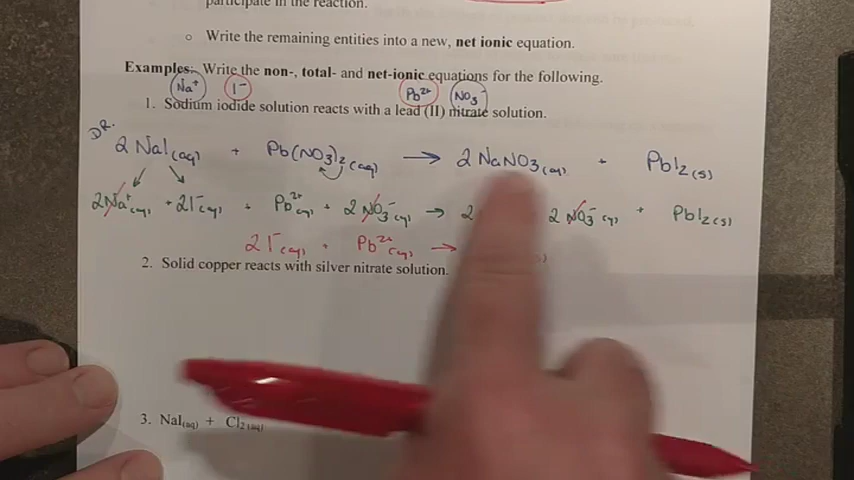 participate in the reaction.
○ Write the remaining entities into a new, net ionic equation.
Examples: Write the non-, total- and net-ionic equations for the following.
Na⁺ I⁻ Pb²⁺ NO₃⁻
1. Sodium iodide solution reacts with a lead (II) nitrate solution.
D.R. 2 NaI(aq) + Pb(NO₃)₂(aq) → 2 NaNO₃(aq) + PbI₂(s)
2Na⁺(aq) + 2I⁻(aq) + Pb²⁺(aq) + 2NO₃⁻(aq) → 2 2NO₃⁻(aq) + PbI₂(s)
2I⁻(aq) + Pb²⁺(aq) →
2. Solid copper reacts with silver nitrate solution.
3. NaI(aq) + Cl₂(aq)